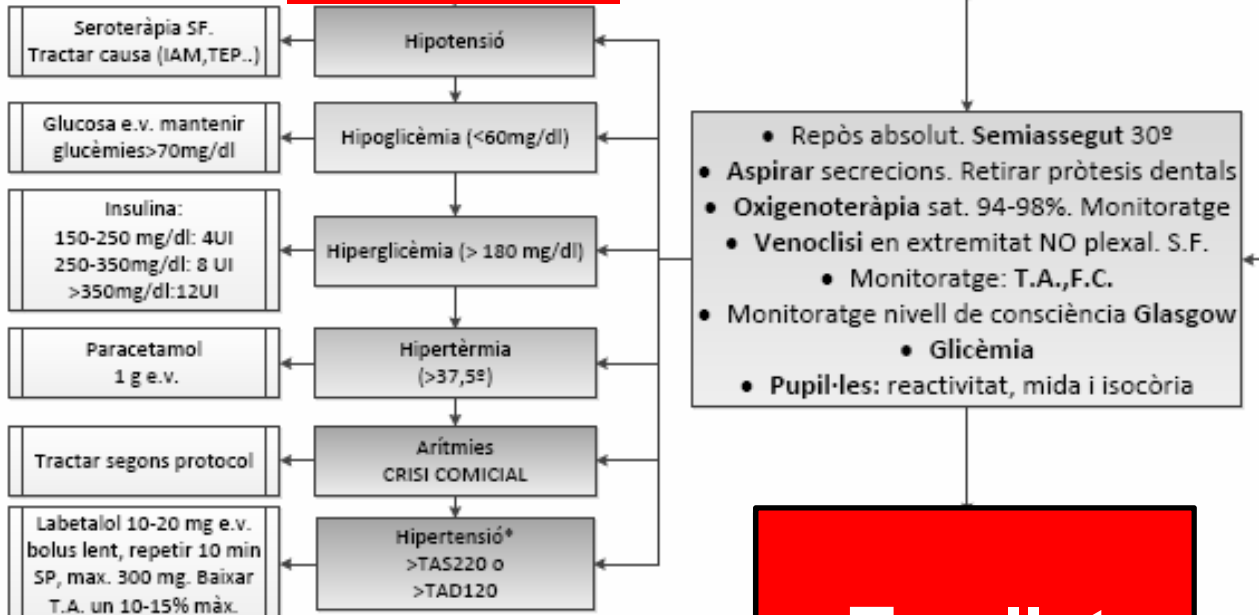 Seroteràpia SF.
Tractar causa (IAM,TEP..)
Hipotensió
Glucosa e.v. mantenir
glucèmies>70mg/dl
Hipoglicèmia (<60mg/dl)
Insulina:
150-250 mg/dl: 4UI
250-350mg/dl: 8 UI
>350mg/dl:12UI
Hiperglicèmia (> 180 mg/dl)
Paracetamol
1 g e.v.
Hipertèrmia
(>37,5º)
Tractar segons protocol
Arítmies
CRISI COMICIAL
Labetalol 10-20 mg e.v.
bolus lent, repetir 10 min
SP, max. 300 mg. Baixar
T.A. un 10-15% màx.
Hipertensió*
>TAS220 o
>TAD120
• Repòs absolut. Semiassegut 30º
• Aspirar secrecions. Retirar pròtesis dentals
• Oxigenoteràpia sat. 94-98%. Monitoratge
• Venoclisi en extremitat NO plexal. S.F.
• Monitoratge: T.A.,F.C.
• Monitoratge nivell de consciència Glasgow
• Glicèmia
• Pupil·les: reactivitat, mida i isocòria